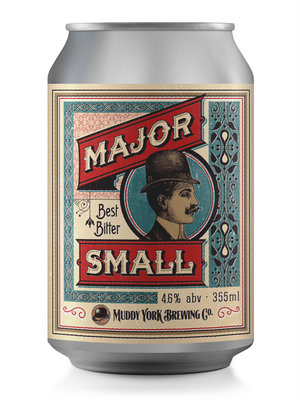 MAJOR
Best
Bitter
SMALL
4.6% abv · 355ml
MUDDY YORK BREWING CO.